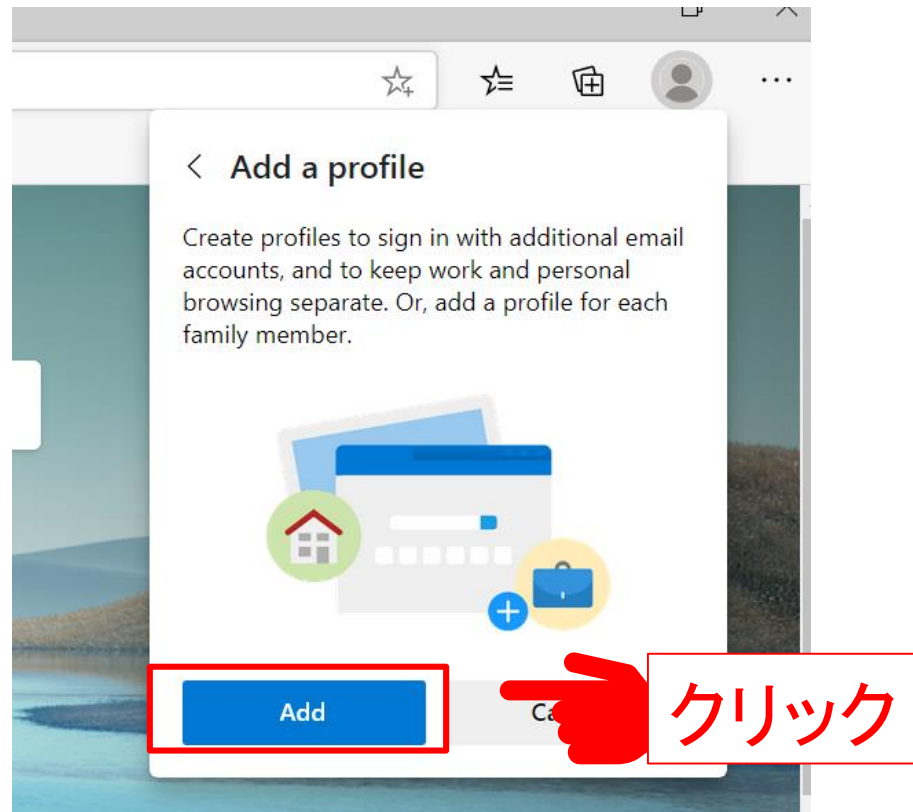 Add a profile
Create profiles to sign in with additional email
accounts, and to keep work and personal
browsing separate. Or, add a profile for each
family member.
Add
クリック